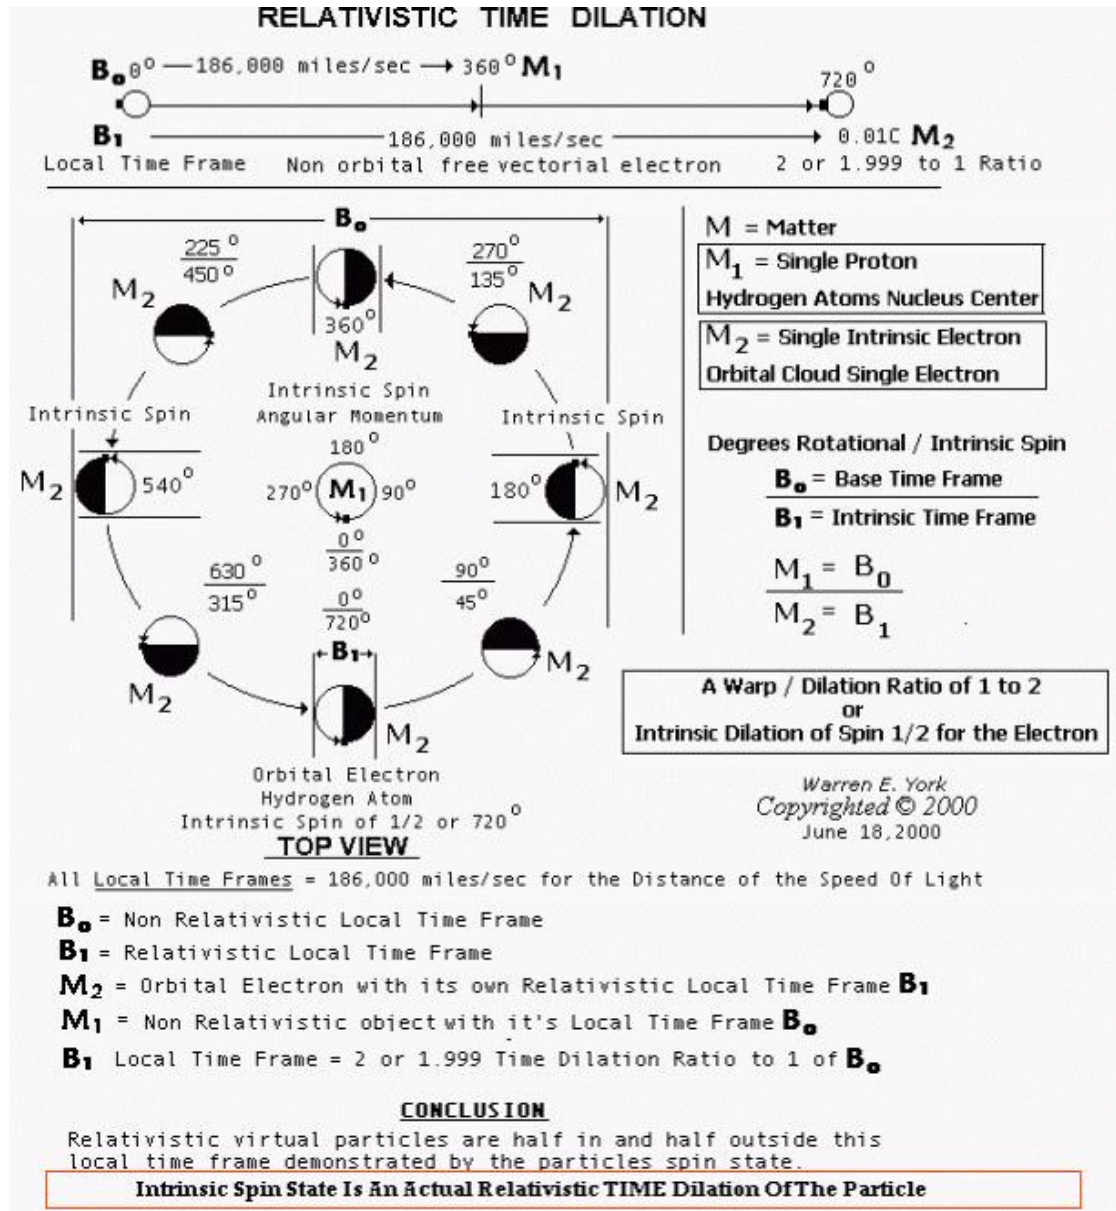 RELATIVISTIC TIME DILATION
Bo 0° 186,000 miles/sec 360° M1
720°
B1 186,000 miles/sec 0.01C M2
Local Time Frame Non orbital free vectorial electron 2 or 1.999 to 1 Ratio
Bo
225°
450°
M2
360°
M2
270°
135°
M2
Intrinsic Spin
Angular Momentum
Intrinsic Spin
Intrinsic Spin
M2 540°
180°
270° M1 90°
0°
360°
180° M2
630°
315°
M2
0°
720°
B1
90°
45°
M2
M2
Orbital Electron
Hydrogen Atom
Intrinsic Spin of 1/2 or 720°
TOP VIEW
M = Matter
M1 = Single Proton
Hydrogen Atoms Nucleus Center
M2 = Single Intrinsic Electron
Orbital Cloud Single Electron
Degrees Rotational / Intrinsic Spin
Bo = Base Time Frame
B1 = Intrinsic Time Frame
M1 = B0
M2 = B1
A Warp / Dilation Ratio of 1 to 2
or
Intrinsic Dilation of Spin 1/2 for the Electron
Warren E. York
Copyrighted © 2000
June 18,2000
All Local Time Frames = 186,000 miles/sec for the Distance of the Speed Of Light
Bo = Non Relativistic Local Time Frame
B1 = Relativistic Local Time Frame
M2 = Orbital Electron with its own Relativistic Local Time Frame B1
M1 = Non Relativistic object with it's Local Time Frame Bo
B1 Local Time Frame = 2 or 1.999 Time Dilation Ratio to 1 of Bo
CONCLUSION
Relativistic virtual particles are half in and half outside this
local time frame demonstrated by the particles spin state.
Intrinsic Spin State Is An Actual Relativistic TIME Dilation Of The Particle